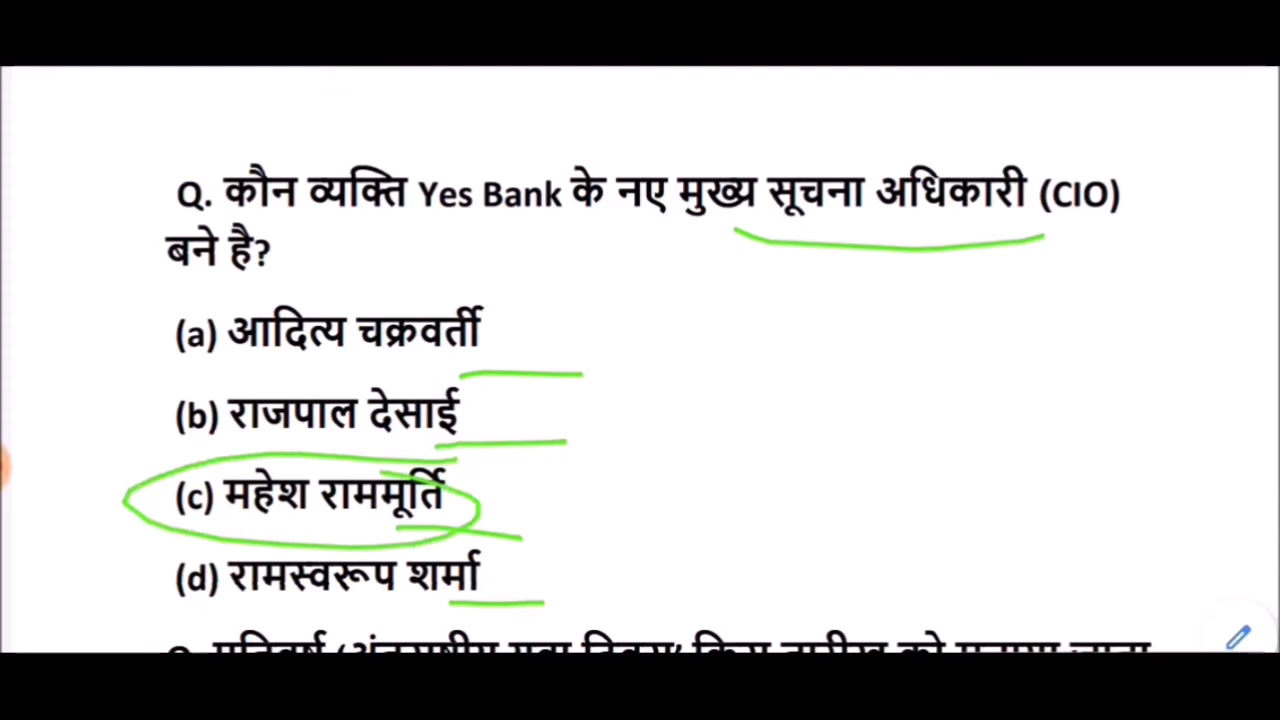 Q. कौन व्यक्ति Yes Bank के नए मुख्य सूचना अधिकारी (CIO)
बने है?
(a) आदित्य चक्रवर्ती
(b) राजपाल देसाई
(c) महेश राममूर्ति
(d) रामस्वरूप शर्मा